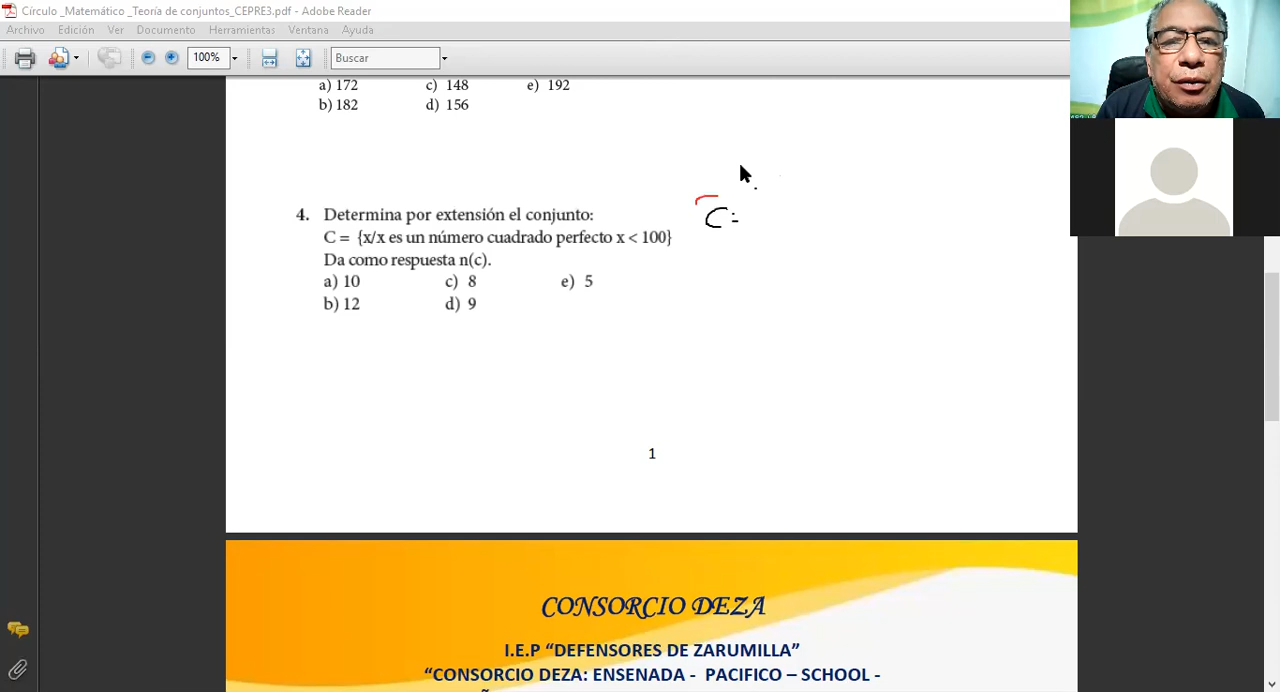 Círculo _Matemático _Teoría de conjuntos_CEPRE3.pdf - Adobe Reader
Archivo Edición Ver Documento Herramientas Ventana Ayuda
100% Buscar
a) 172 c) 148 e) 192
b) 182 d) 156
4. Determina por extensión el conjunto:
C = {x/x es un número cuadrado perfecto x < 100}
Da como respuesta n(c).
a) 10 c) 8 e) 5
b) 12 d) 9
C =
1
CONSORCIO DEZA
I.E.P “DEFENSORES DE ZARUMILLA”
“CONSORCIO DEZA: ENSENADA - PACIFICO – SCHOOL -